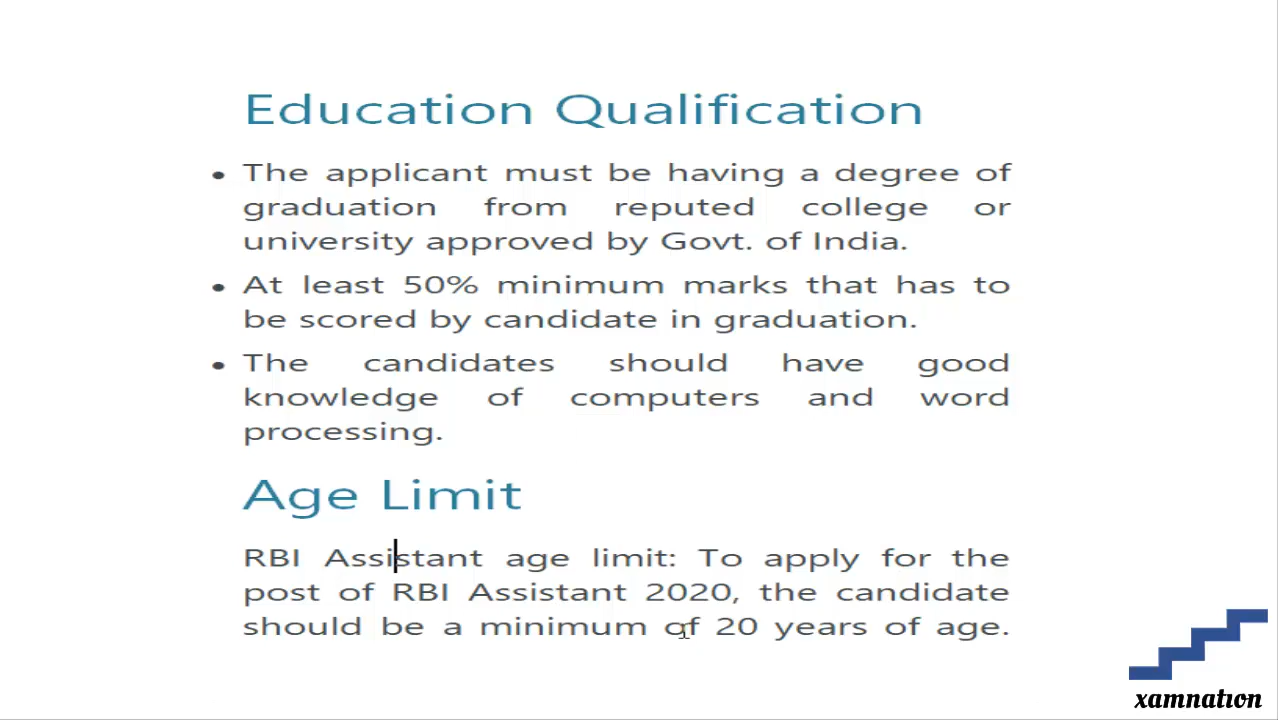 Education Qualification
• The applicant must be having a degree of
graduation from reputed college or
university approved by Govt. of India.
• At least 50% minimum marks that has to
be scored by candidate in graduation.
• The candidates should have good
knowledge of computers and word
processing.
Age Limit
RBI Assistant age limit: To apply for the
post of RBI Assistant 2020, the candidate
should be a minimum of 20 years of age.
xamnation